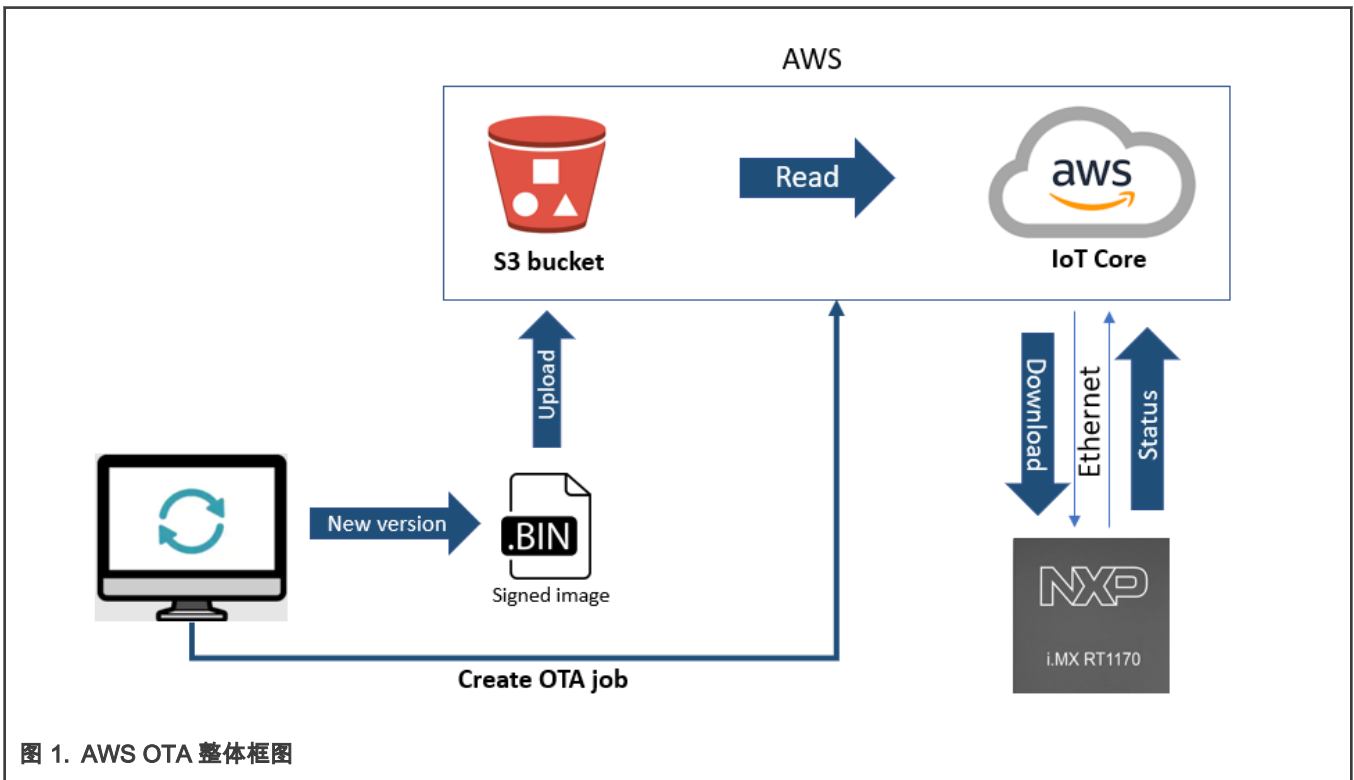 AWS
S3 bucket
Read
aws
IoT Core
Upload
Download
Ethernet
Status
New version
.BIN
Signed image
NXP
i.MX RT1170
Create OTA job
图 1. AWS OTA 整体框图